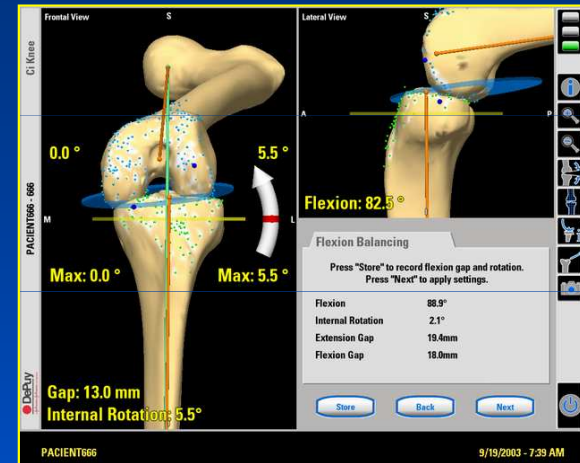 Frontal View
S
Ci Knee
PACIENT666 - 666
DePuy
0.0 °
5.5 °
M
L
Max: 0.0 °
Max: 5.5 °
Gap: 13.0 mm
Internal Rotation: 5.5°
Lateral View
S
A
P
Flexion: 82.5 °
Flexion Balancing
Press "Store" to record flexion gap and rotation.
Press "Next" to apply settings.
Flexion 88.9°
Internal Rotation 2.1°
Extension Gap 19.4mm
Flexion Gap 18.0mm
Store Back Next
PACIENT666
9/19/2003 - 7:39 AM